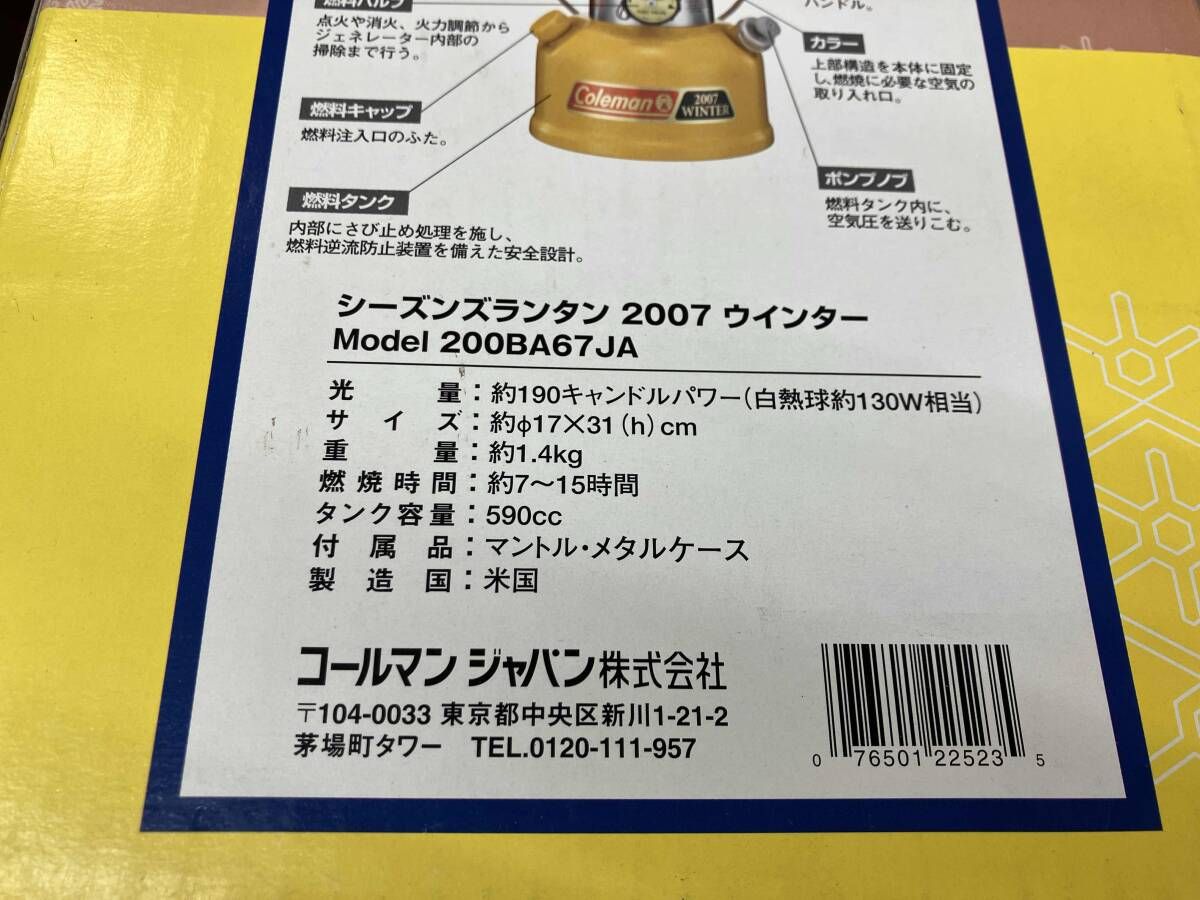 燃料バルブ
点火や消火、火力調節から
ジェネレーター内部の
掃除まで行う。
燃料キャップ
燃料注入口のふた。
燃料タンク
内部にさび止め処理を施し、
燃料逆流防止装置を備えた安全設計。
Coleman
2007
WINTER
ハンドル。
カラー
上部構造を本体に固定
し、燃焼に必要な空気の
取り入れ口。
ポンプノブ
燃料タンク内に、
空気圧を送りこむ。
シーズンズランタン 2007 ウインター
Model 200BA67JA
光量：約190キャンドルパワー（白熱球約130W相当）
サイズ：約φ17×31（h）cm
重量：約1.4kg
燃焼時間：約7〜15時間
タンク容量：590cc
付属品：マントル・メタルケース
製造国：米国
コールマン ジャパン株式会社
〒104-0033 東京都中央区新川1-21-2
茅場町タワー TEL.0120-111-957
0 76501 22523 5